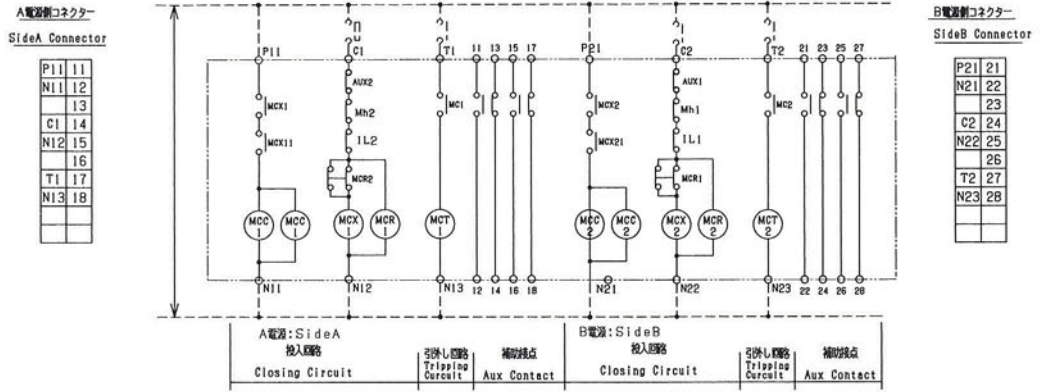 A電源側コネクター
SideA Connector
P11 11
N11 12
13
C1 14
N12 15
16
T1 17
N13 18
P11 C1 T1 11 13 15 17 P21 C2 T2 21 23 25 27
AUX2 AUX1
MCX1 Mh2 MC1 MCX2 Mh1 MC2
MCX11 IL2 MCX21 IL1
MCR2 MCR1
MCC 1 MCC 1 MCX 1 MCR 1 MCT 1 MCC 2 MCC 2 MCX 2 MCR 2 MCT 2
N11 N12 N13 12 14 16 18 N21 N22 N23 22 24 26 28
A電源:SideA
投入回路
Closing Circuit
引外し回路
Tripping
Curcuit
補助接点
Aux Contact
B電源:SideB
投入回路
Closing Circuit
引外し回路
Tripping
Curcuit
補助接点
Aux Contact
B電源側コネクター
SideB Connector
P21 21
N21 22
23
C2 24
N22 25
26
T2 27
N23 28